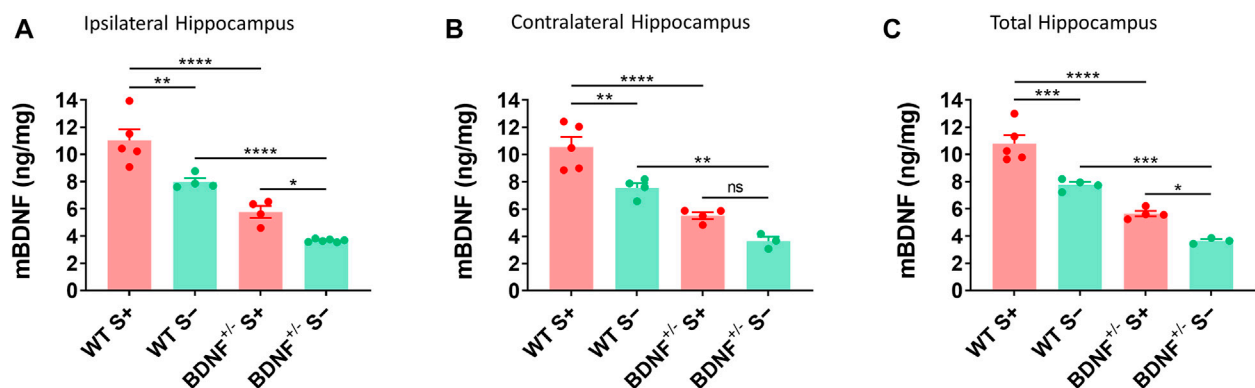 A
Ipsilateral Hippocampus
****
**
****
*
mBDNF (ng/mg)
14
12
10
8
6
4
2
0
WT S+
WT S−
BDNF+/- S+
BDNF+/- S−
B
Contralateral Hippocampus
****
**
**
ns
mBDNF (ng/mg)
14
12
10
8
6
4
2
0
WT S+
WT S−
BDNF+/- S+
BDNF+/- S−
C
Total Hippocampus
****
***
***
*
mBDNF (ng/mg)
14
12
10
8
6
4
2
0
WT S+
WT S−
BDNF+/- S+
BDNF+/- S−